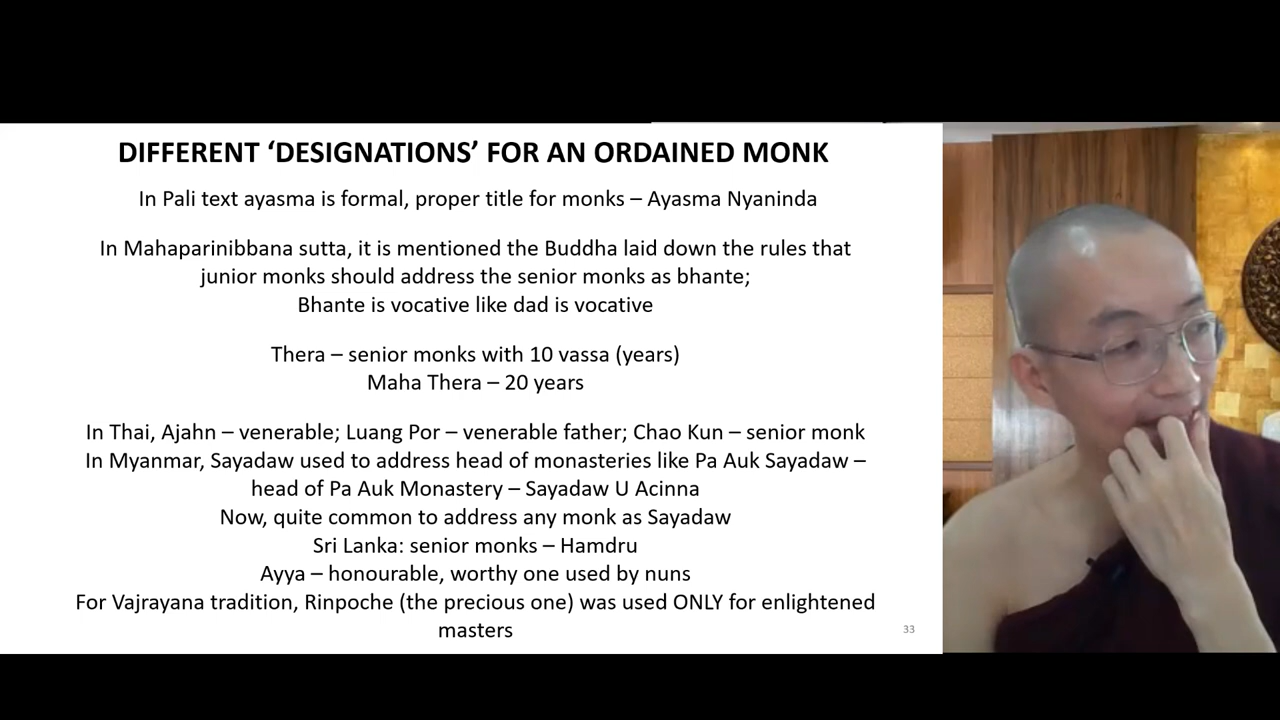 DIFFERENT ‘DESIGNATIONS’ FOR AN ORDAINED MONK
In Pali text ayasma is formal, proper title for monks – Ayasma Nyaninda
In Mahaparinibbana sutta, it is mentioned the Buddha laid down the rules that
junior monks should address the senior monks as bhante;
Bhante is vocative like dad is vocative
Thera – senior monks with 10 vassa (years)
Maha Thera – 20 years
In Thai, Ajahn – venerable; Luang Por – venerable father; Chao Kun – senior monk
In Myanmar, Sayadaw used to address head of monasteries like Pa Auk Sayadaw –
head of Pa Auk Monastery – Sayadaw U Acinna
Now, quite common to address any monk as Sayadaw
Sri Lanka: senior monks – Hamdru
Ayya – honourable, worthy one used by nuns
For Vajrayana tradition, Rinpoche (the precious one) was used ONLY for enlightened
masters
33